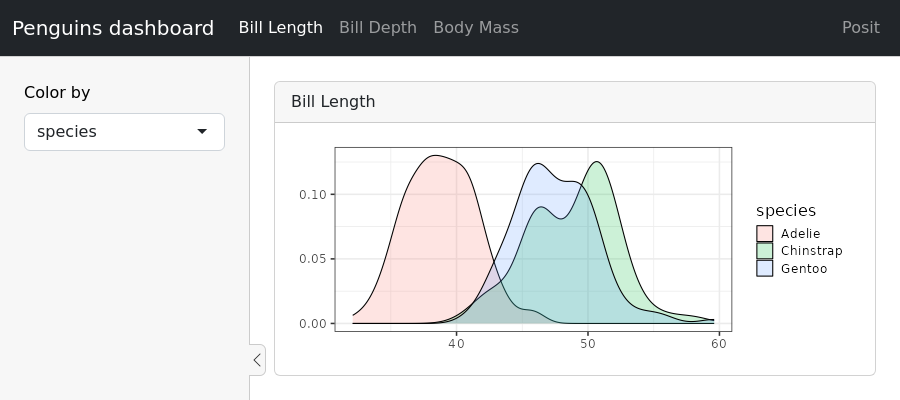 Penguins dashboard Bill Length Bill Depth Body Mass Posit
Color by
species
Bill Length
0.10
0.05
0.00
40 50 60
species
Adelie
Chinstrap
Gentoo